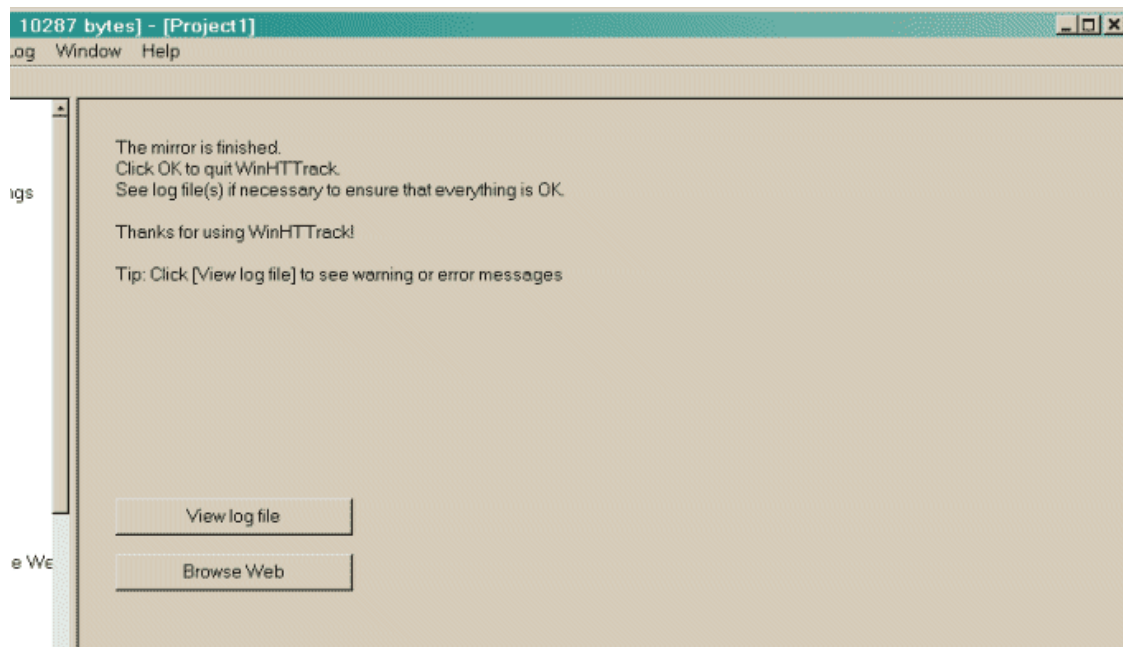 10287 bytes] - [Project1]
Log Window Help
The mirror is finished.
Click OK to quit WinHTTrack.
See log file(s) if necessary to ensure that everything is OK.
Thanks for using WinHTTrack!
Tip: Click [View log file] to see warning or error messages
ngs
View log file
e We
Browse Web